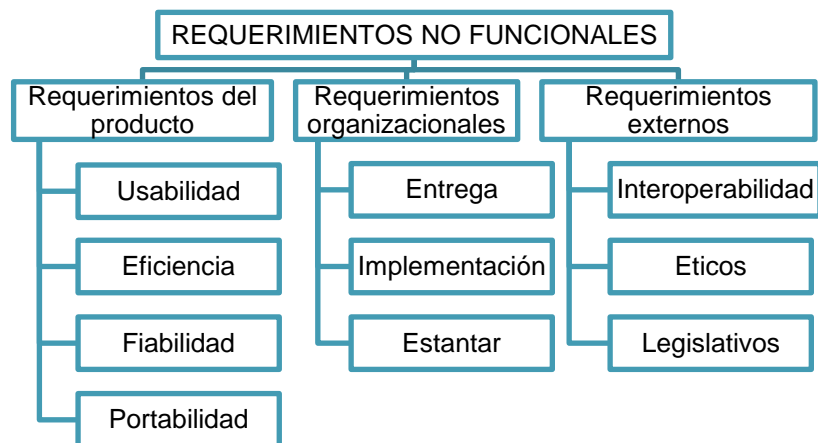 REQUERIMIENTOS NO FUNCIONALES
Requerimientos del
producto
Usabilidad
Eficiencia
Fiabilidad
Portabilidad
Requerimientos
organizacionales
Entrega
Implementación
Estantar
Requerimientos
externos
Interoperabilidad
Eticos
Legislativos